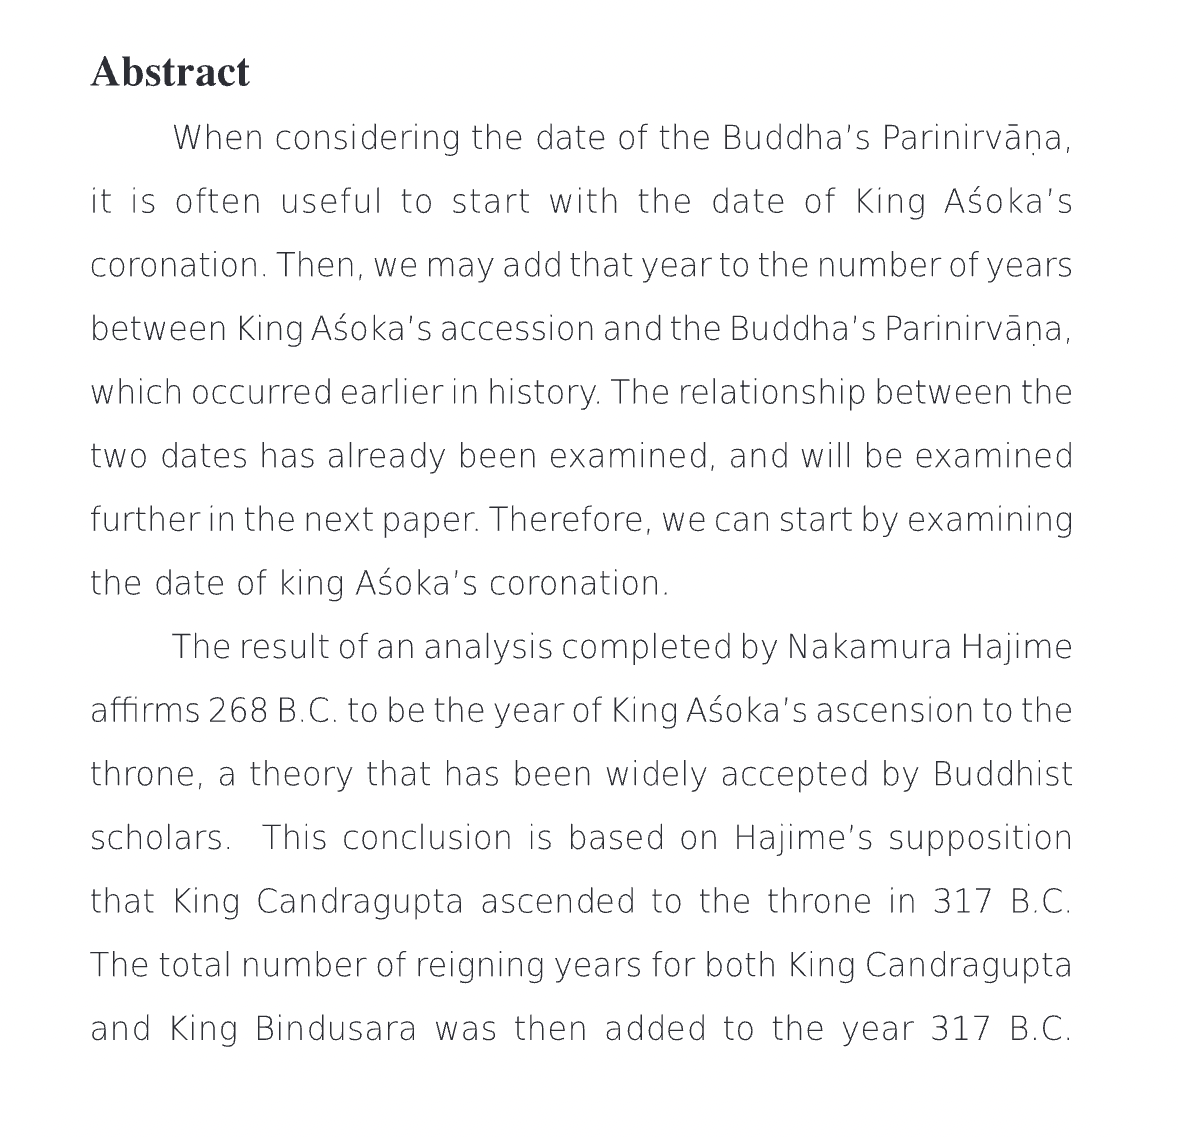 Abstract
When considering the date of the Buddha's Parinirvāṇa,
it is often useful to start with the date of King Aśoka's
coronation. Then, we may add that year to the number of years
between King Aśoka's accession and the Buddha's Parinirvāṇa,
which occurred earlier in history. The relationship between the
two dates has already been examined, and will be examined
further in the next paper. Therefore, we can start by examining
the date of king Aśoka's coronation.
The result of an analysis completed by Nakamura Hajime
affirms 268 B.C. to be the year of King Aśoka's ascension to the
throne, a theory that has been widely accepted by Buddhist
scholars. This conclusion is based on Hajime's supposition
that King Candragupta ascended to the throne in 317 B.C.
The total number of reigning years for both King Candragupta
and King Bindusara was then added to the year 317 B.C.